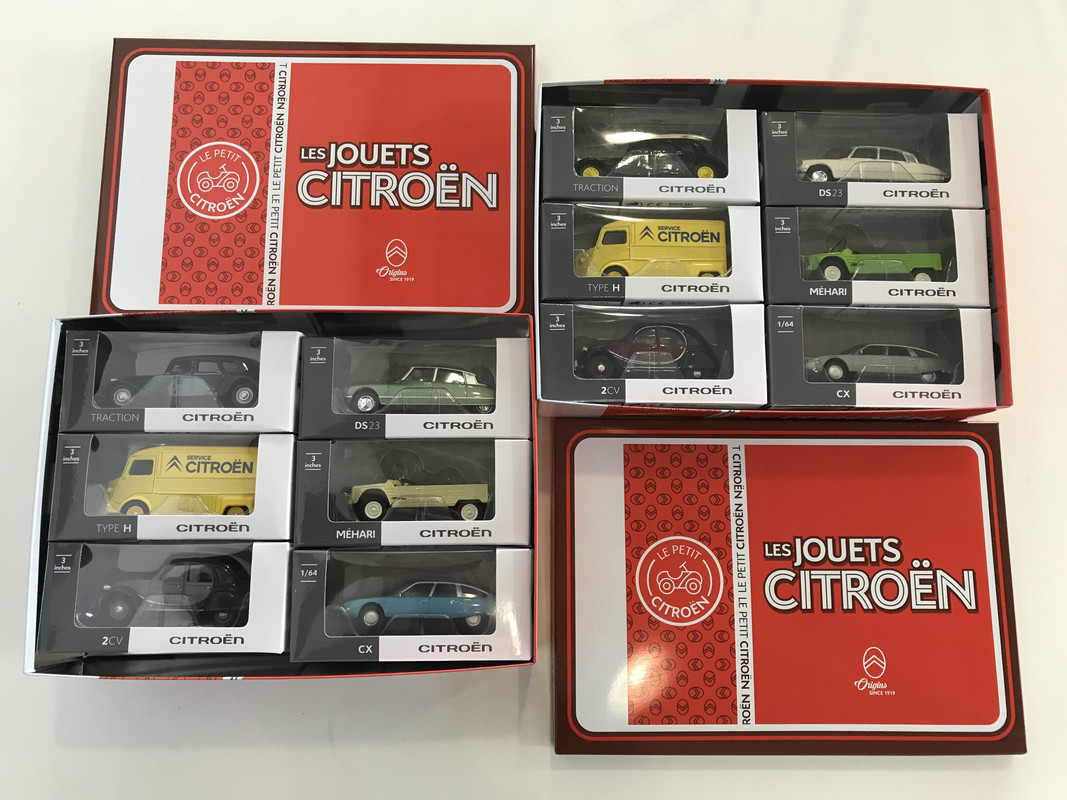 LE PETIT
CITROËN
T CITROËN LE PETIT CITROËN LE PETIT CITROËN
LES JOUETS
CITROËN
Origins
SINCE 1919
3
inches
TRACTION
CITROËN
3
inches
DS23
CITROËN
3
inches
SERVICE
CITROËN
TYPE H
CITROËN
3
inches
MÉHARI
CITROËN
3
inches
2CV
CITROËN
1/64
CX
CITROËN
3
inches
TRACTION
CITROËN
3
inches
DS23
CITROËN
3
inches
SERVICE
CITROËN
TYPE H
CITROËN
3
inches
MÉHARI
CITROËN
3
inches
2CV
CITROËN
1/64
CX
CITROËN
LE PETIT
CITROËN
T CITROËN LE PETIT CITROËN LE PETIT CITROËN
LES JOUETS
CITROËN
Origins
SINCE 1919